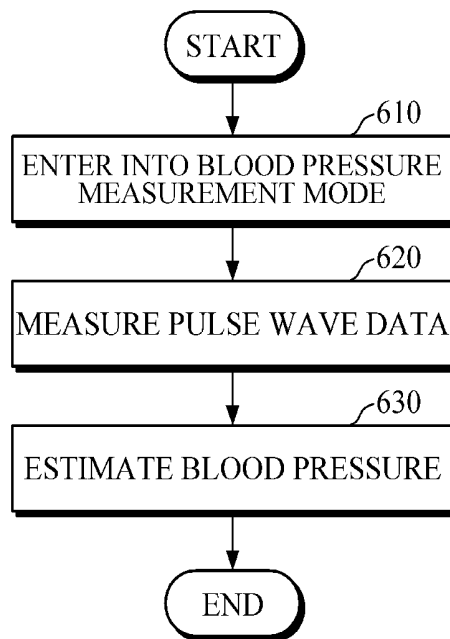 START
610
ENTER INTO BLOOD PRESSURE
MEASUREMENT MODE
620
MEASURE PULSE WAVE DATA
630
ESTIMATE BLOOD PRESSURE
END